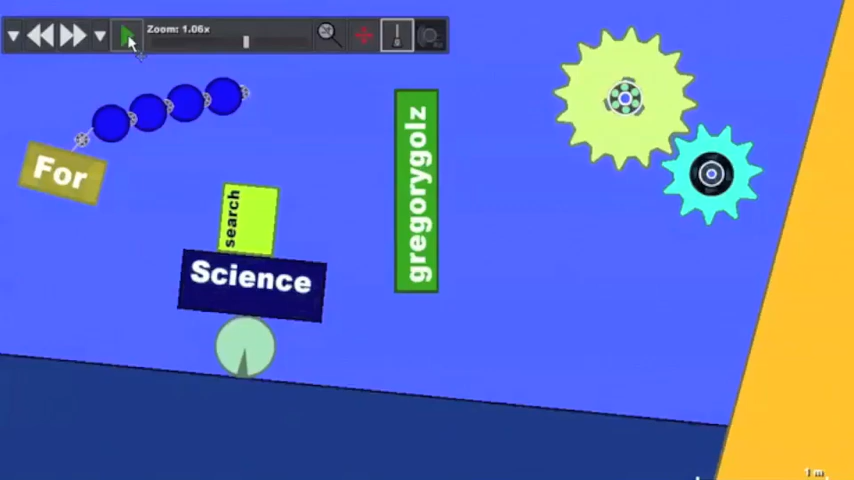 Zoom: 1.06x
For
search
Science
gregorygolz
1 m